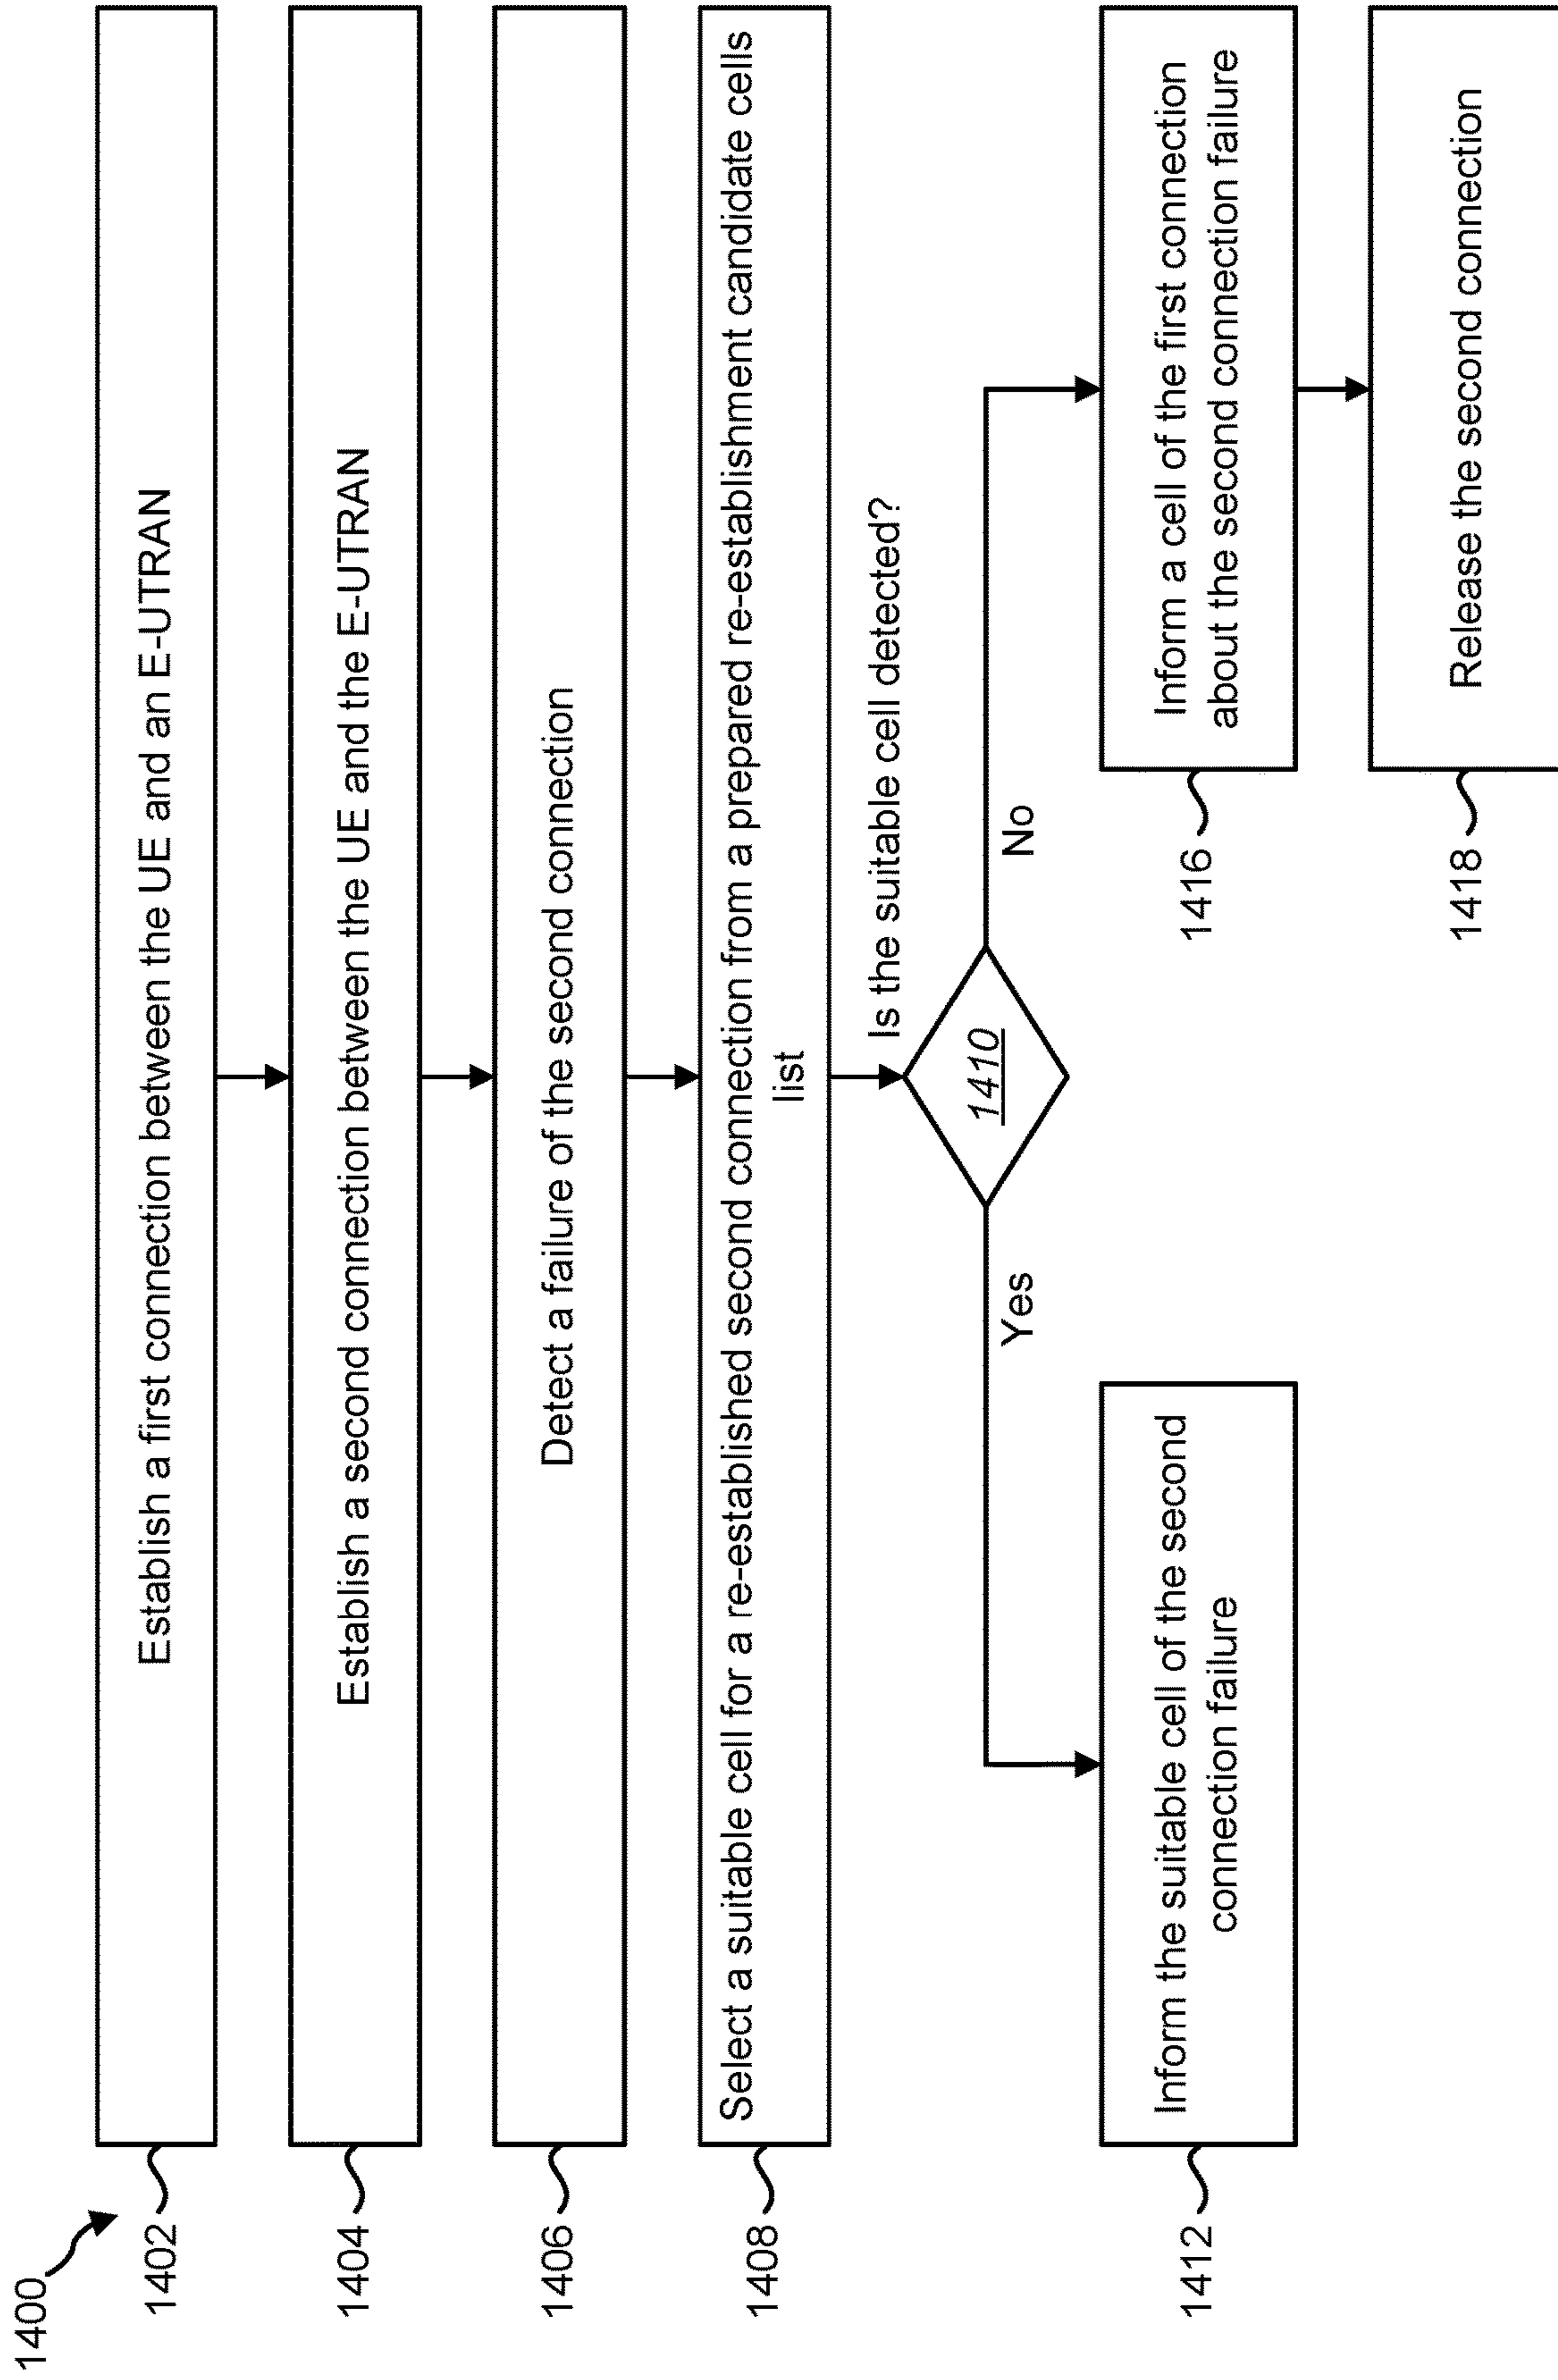 1400
1402
Establish a first connection between the UE and an E-UTRAN
1404
Establish a second connection between the UE and the E-UTRAN
1406
Detect a failure of the second connection
1408
Select a suitable cell for a re-established second connection from a prepared re-establishment candidate cells
list
Is the suitable cell detected?
1410
Yes
No
1412
Inform the suitable cell of the second
connection failure
1416
Inform a cell of the first connection
about the second connection failure
1418
Release the second connection